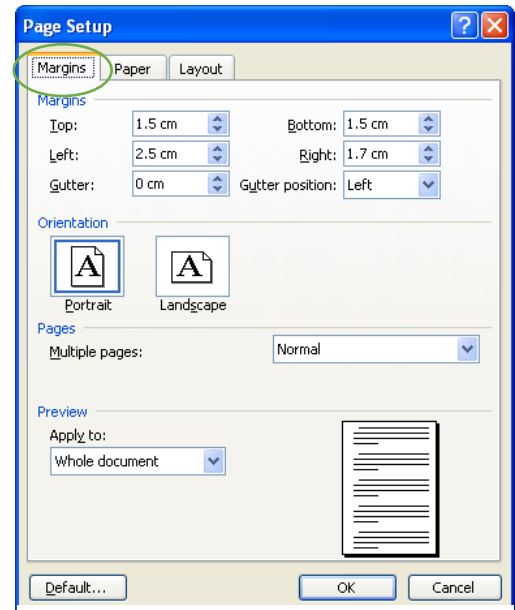 Page Setup
Margins Paper Layout
Margins
Top: 1.5 cm Bottom: 1.5 cm
Left: 2.5 cm Right: 1.7 cm
Gutter: 0 cm Gutter position: Left
Orientation
A A
Portrait Landscape
Pages
Multiple pages: Normal
Preview
Apply to:
Whole document
Default... OK Cancel